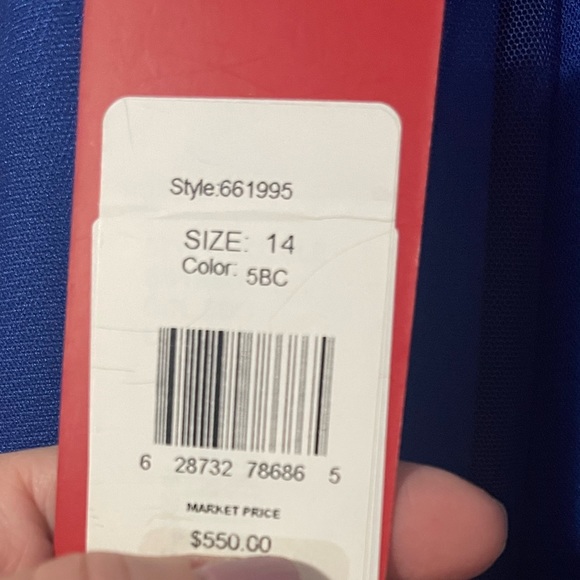 Style:661995
SIZE: 14
Color: 5BC
6 28732 78686 5
MARKET PRICE
$550.00